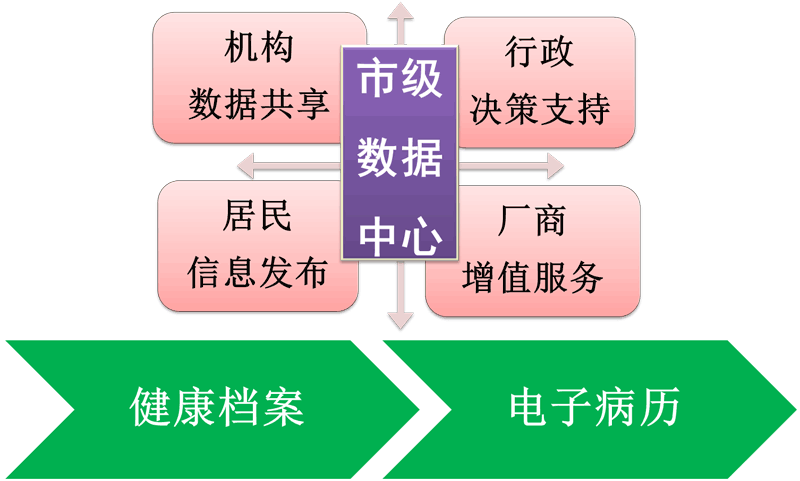 机构
数据共享
行政
决策支持
市级
数据
中心
居民
信息发布
厂商
增值服务
健康档案
电子病历